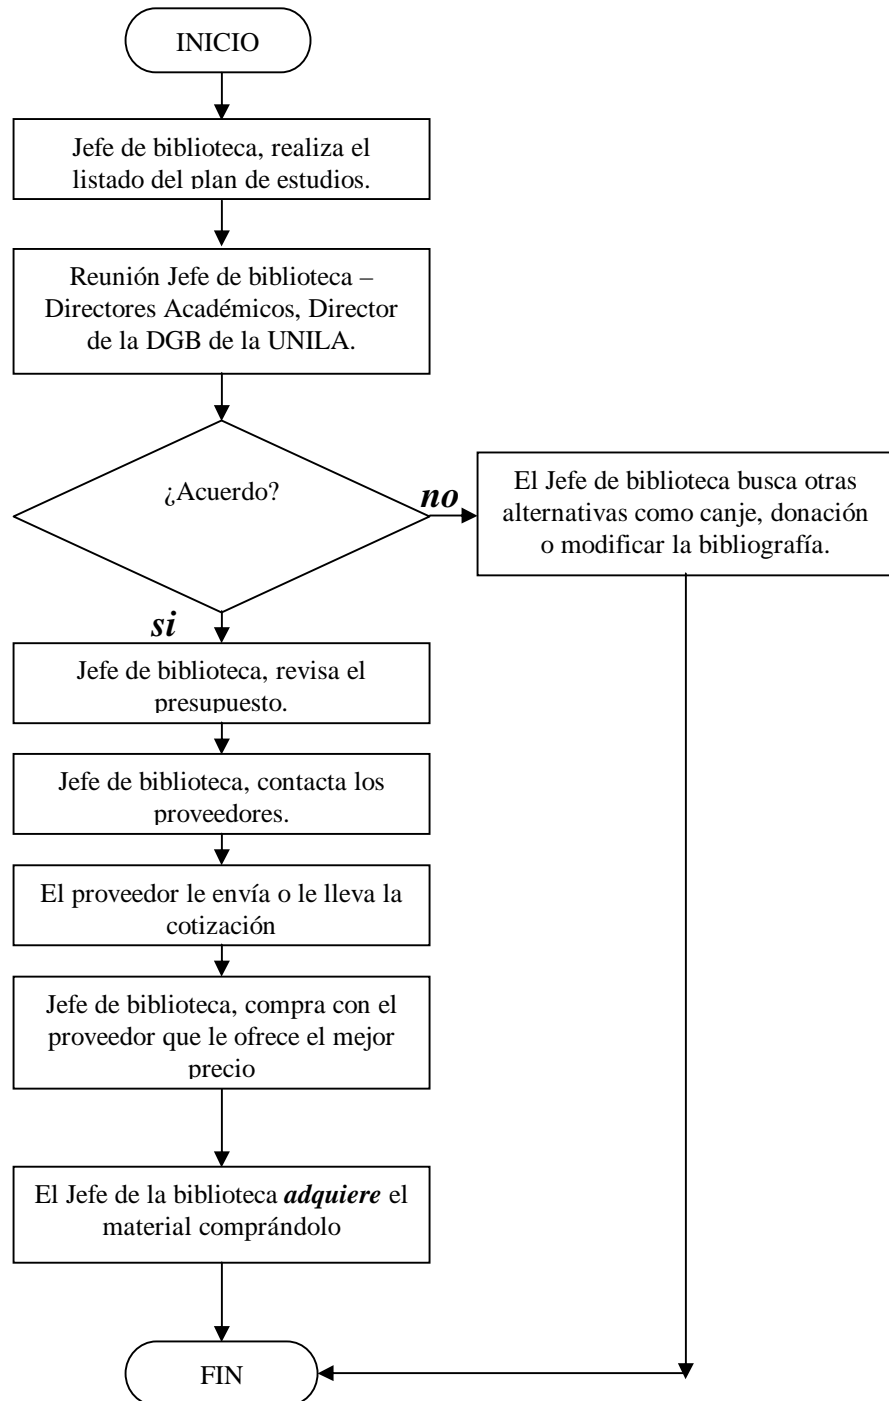 INICIO
Jefe de biblioteca, realiza el
listado del plan de estudios.
Reunión Jefe de biblioteca –
Directores Académicos, Director
de la DGB de la UNILA.
¿Acuerdo?
no
El Jefe de biblioteca busca otras
alternativas como canje, donación
o modificar la bibliografía.
si
Jefe de biblioteca, revisa el
presupuesto.
Jefe de biblioteca, contacta los
proveedores.
El proveedor le envía o le lleva la
cotización
Jefe de biblioteca, compra con el
proveedor que le ofrece el mejor
precio
El Jefe de la biblioteca adquiere el
material comprándolo
FIN